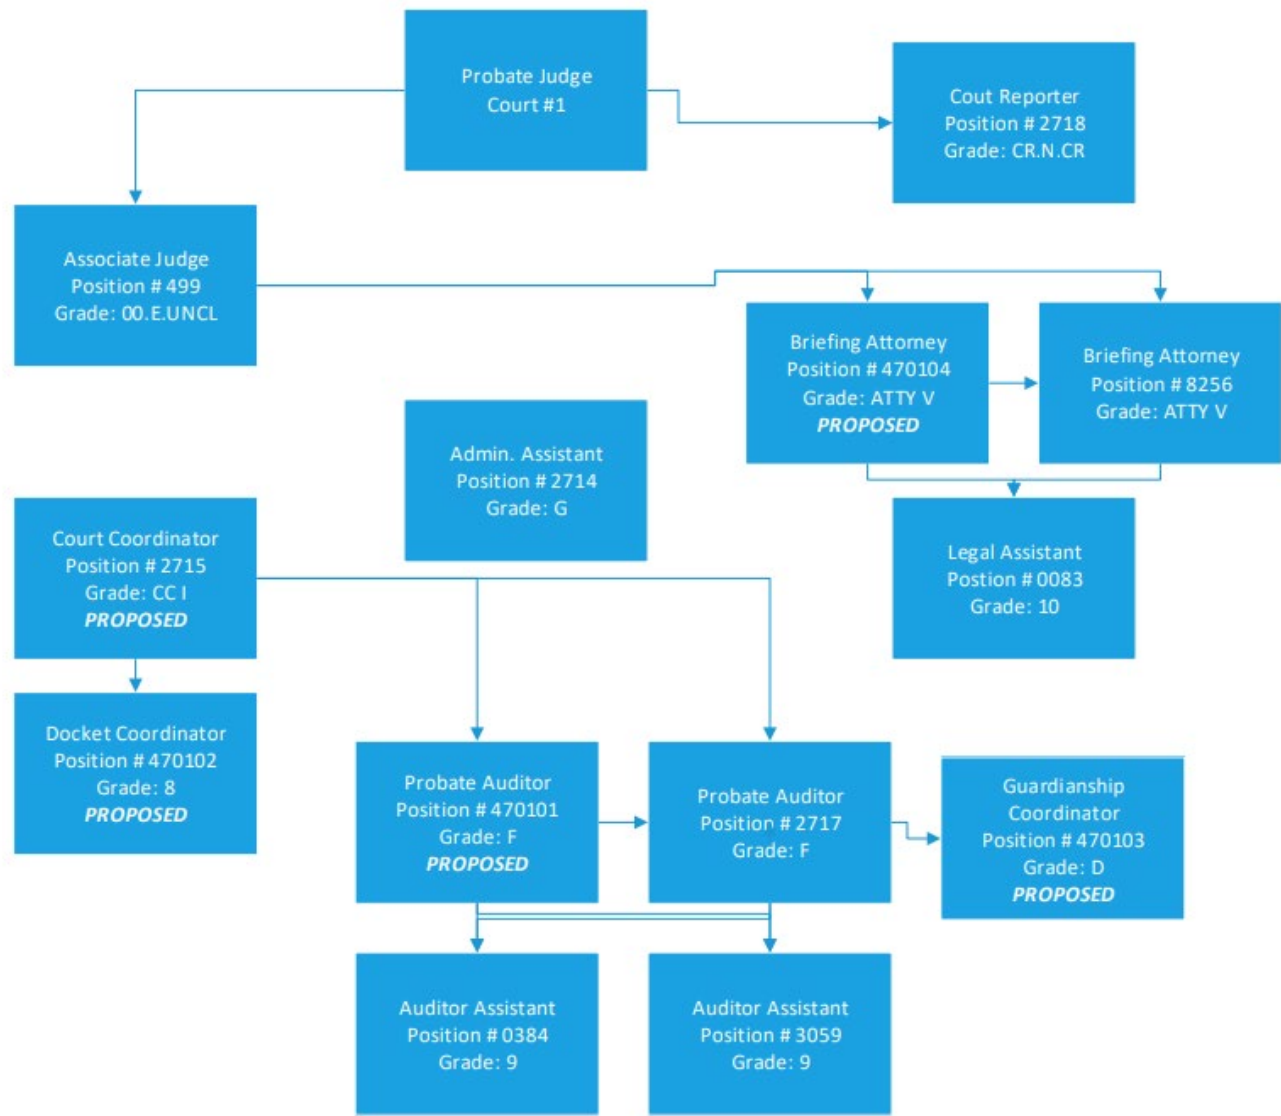 Probate Judge
Court #1
Cout Reporter
Position # 2718
Grade: CR.N.CR
Associate Judge
Position # 499
Grade: 00.E.UNCL
Briefing Attorney
Position # 470104
Grade: ATTY V
PROPOSED
Briefing Attorney
Position # 8256
Grade: ATTY V
Admin. Assistant
Position # 2714
Grade: G
Court Coordinator
Position # 2715
Grade: CC I
PROPOSED
Legal Assistant
Postion # 0083
Grade: 10
Docket Coordinator
Position # 470102
Grade: 8
PROPOSED
Probate Auditor
Position # 470101
Grade: F
PROPOSED
Probate Auditor
Position # 2717
Grade: F
Guardianship
Coordinator
Position # 470103
Grade: D
PROPOSED
Auditor Assistant
Position # 0384
Grade: 9
Auditor Assistant
Position # 3059
Grade: 9